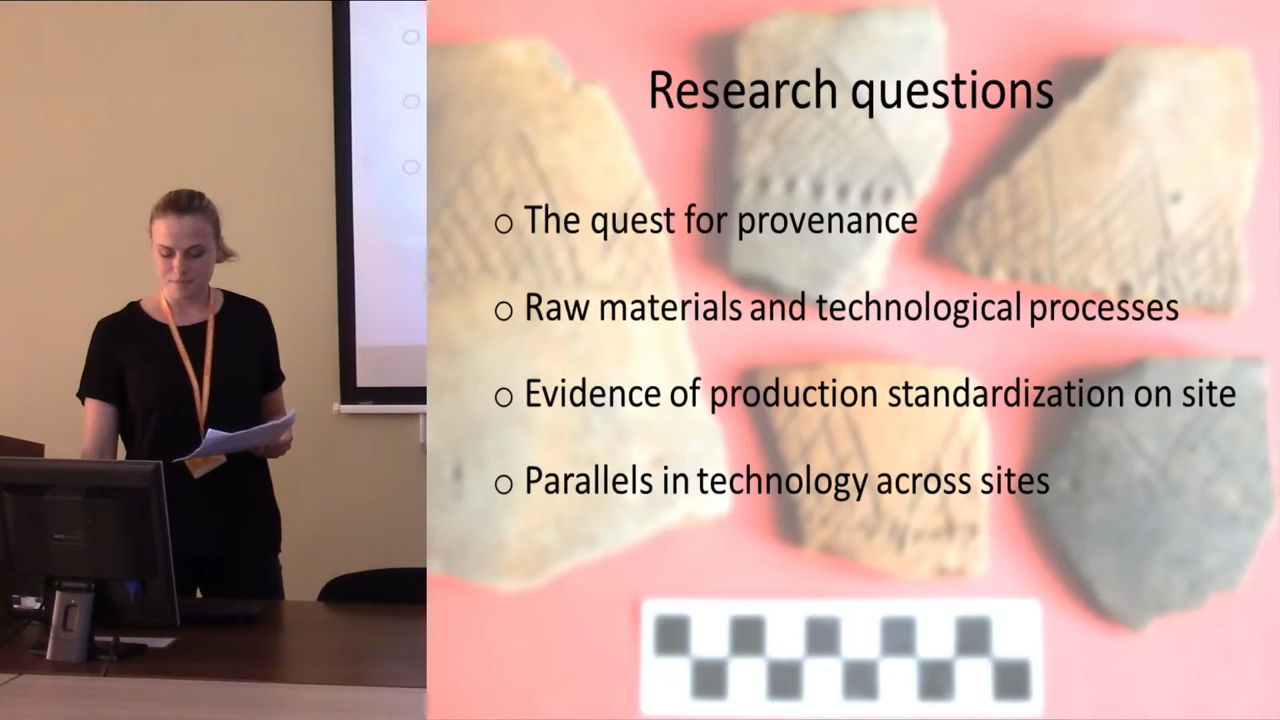 Research questions
○ The quest for provenance
○ Raw materials and technological processes
○ Evidence of production standardization on site
○ Parallels in technology across sites